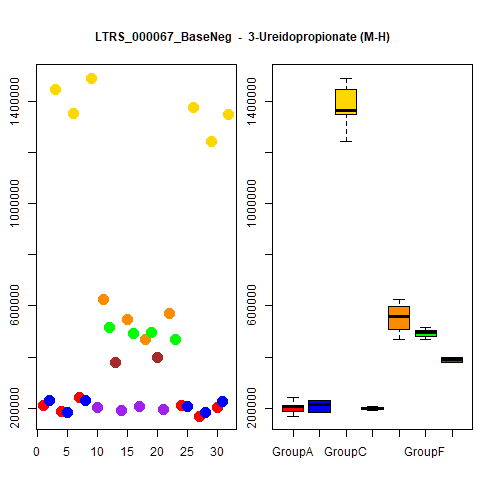 LTRS_000067_BaseNeg - 3-Ureidopropionate (M-H)
1400000
1000000
600000
200000
0 5 10 15 20 25 30
1400000
1000000
600000
200000
GroupA GroupC GroupF